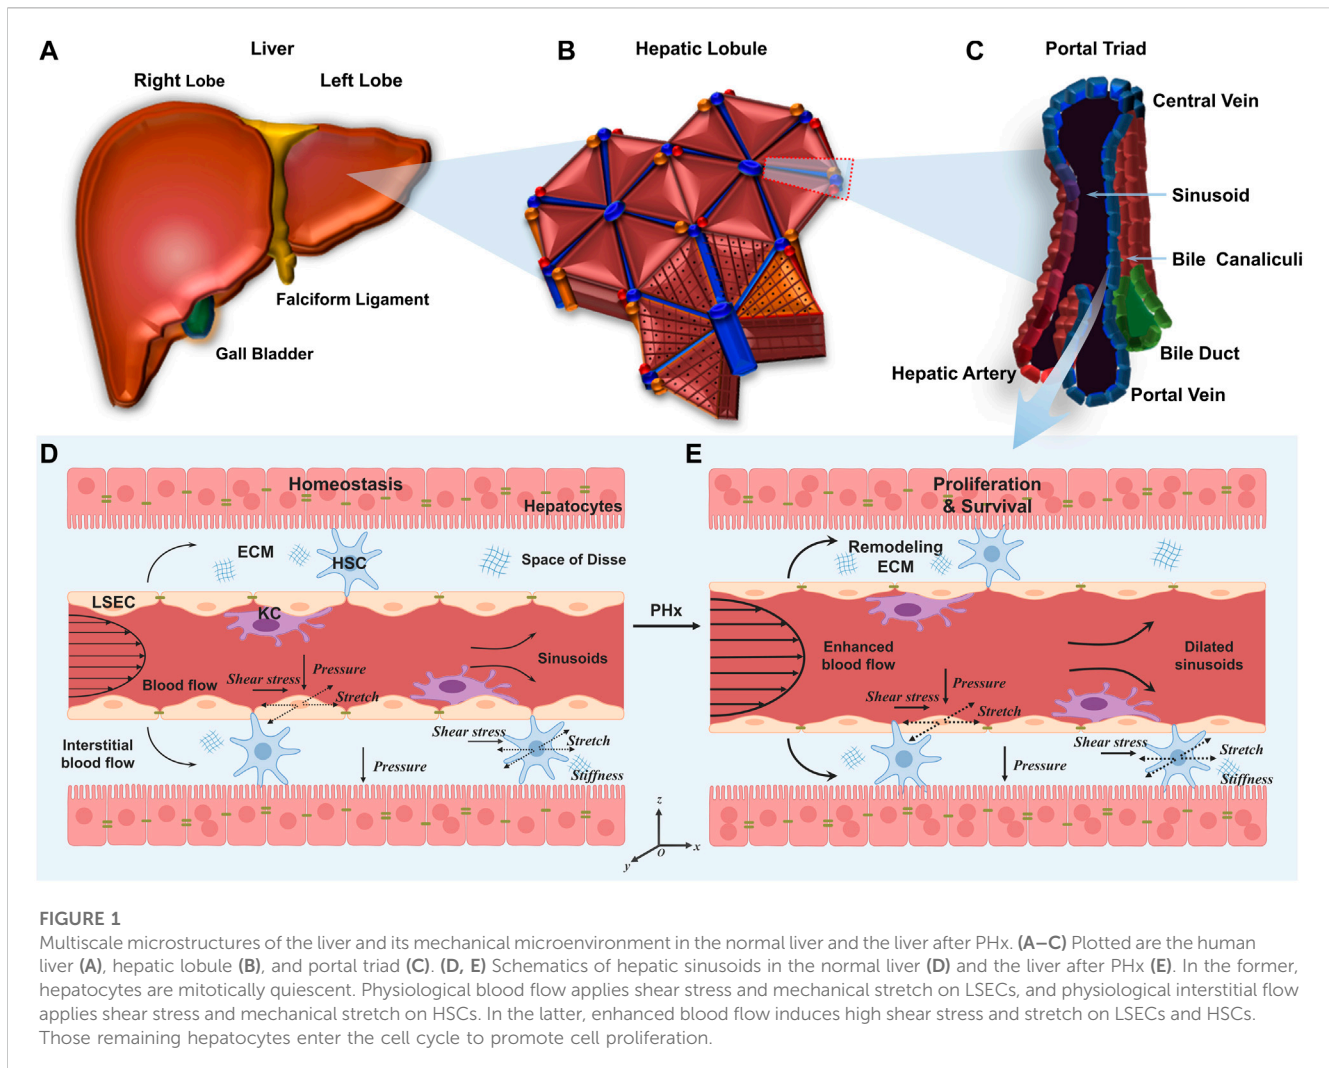 A
Liver
Right Lobe
Left Lobe
Falciform Ligament
Gall Bladder
B
Hepatic Lobule
C
Portal Triad
Central Vein
Sinusoid
Bile Canaliculi
Bile Duct
Hepatic Artery
Portal Vein
D
Homeostasis
Hepatocytes
ECM
HSC
Space of Disse
LSEC
KC
Blood flow
Shear stress
Pressure
Stretch
Sinusoids
Interstitial
blood flow
Pressure
Shear stress
Stretch
Stiffness
PHx
z
O
x
y
E
Proliferation
& Survival
Remodeling
ECM
Enhanced
blood flow
Dilated
sinusoids
Pressure
Shear stress
Stretch
Pressure
Shear stress
Stretch
Stiffness
FIGURE 1
Multiscale microstructures of the liver and its mechanical microenvironment in the normal liver and the liver after PHx. (A–C) Plotted are the human
liver (A), hepatic lobule (B), and portal triad (C). (D, E) Schematics of hepatic sinusoids in the normal liver (D) and the liver after PHx (E). In the former,
hepatocytes are mitotically quiescent. Physiological blood flow applies shear stress and mechanical stretch on LSECs, and physiological interstitial flow
applies shear stress and mechanical stretch on HSCs. In the latter, enhanced blood flow induces high shear stress and stretch on LSECs and HSCs.
Those remaining hepatocytes enter the cell cycle to promote cell proliferation.